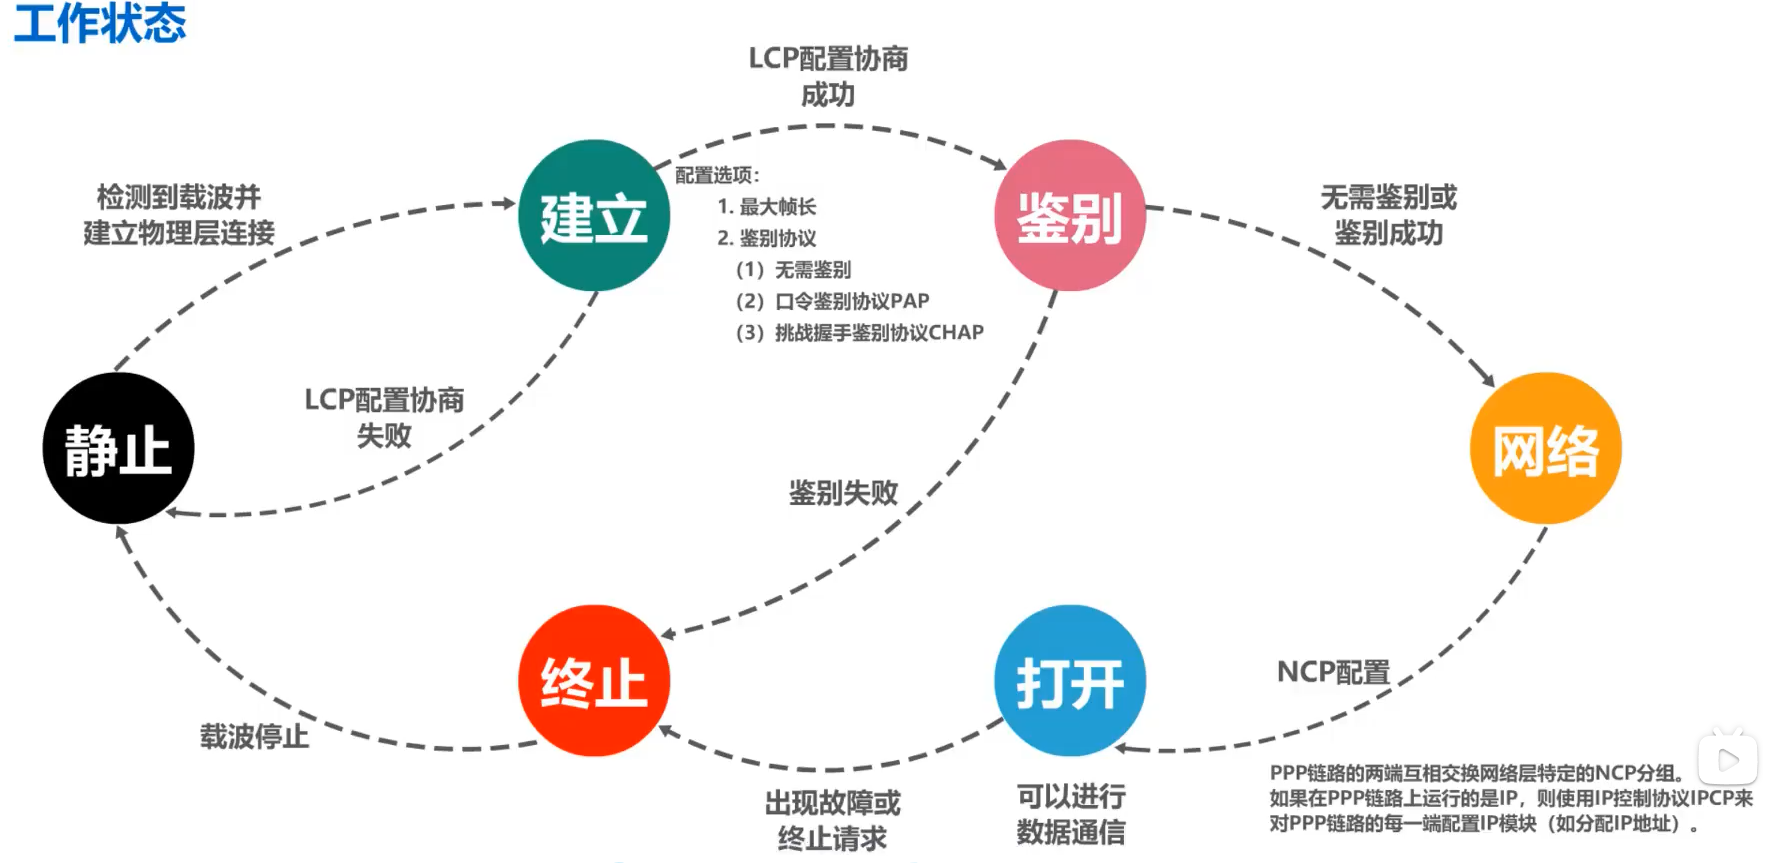 工作状态
LCP配置协商
成功
检测到载波并
建立物理层连接
建立
配置选项：
1. 最大帧长
2. 鉴别协议
（1）无需鉴别
（2）口令鉴别协议PAP
（3）挑战握手鉴别协议CHAP
鉴别
无需鉴别或
鉴别成功
静止
LCP配置协商
失败
鉴别失败
网络
终止
打开
NCP配置
载波停止
出现故障或
终止请求
可以进行
数据通信
PPP链路的两端互相交换网络层特定的NCP分组。
如果在PPP链路上运行的是IP，则使用IP控制协议IPCP来
对PPP链路的每一端配置IP模块（如分配IP地址）。